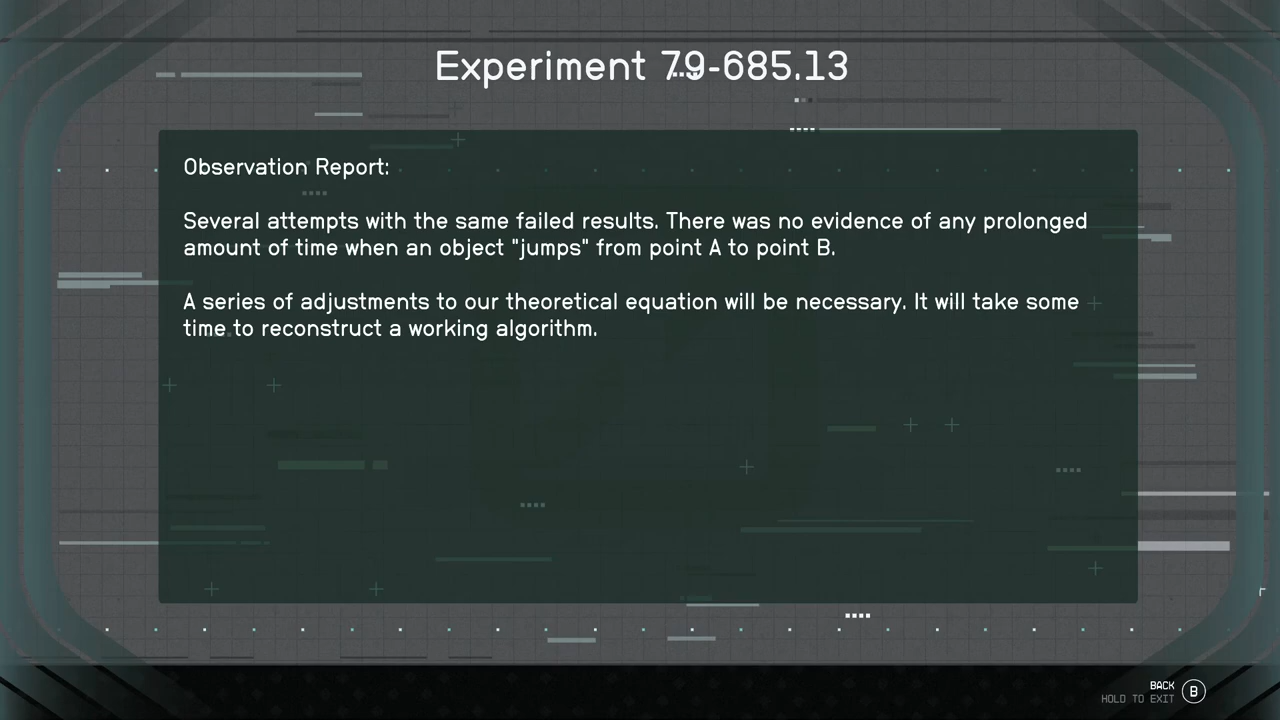 Experiment 79-685.13
Observation Report:
Several attempts with the same failed results. There was no evidence of any prolonged
amount of time when an object "jumps" from point A to point B.
A series of adjustments to our theoretical equation will be necessary. It will take some
time to reconstruct a working algorithm.
BACK
HOLD TO EXIT
B